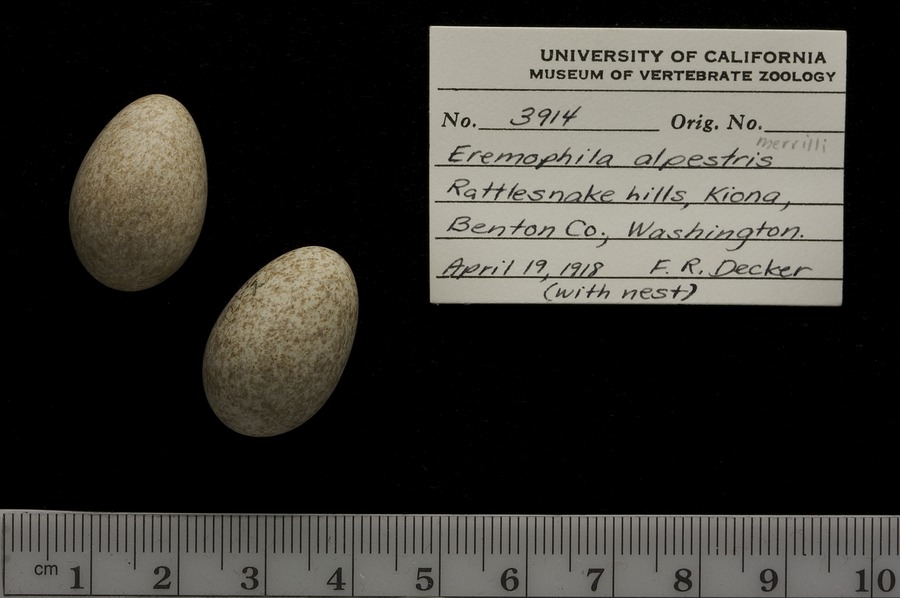 UNIVERSITY OF CALIFORNIA
MUSEUM OF VERTEBRATE ZOOLOGY
No. 3914 Orig. No.
merrilli
Eremophila alpestris
Rattlesnake hills, Kiona,
Benton Co., Washington.
April 19, 1918 F. R. Decker
(with nest)
cm 1 2 3 4 5 6 7 8 9 10